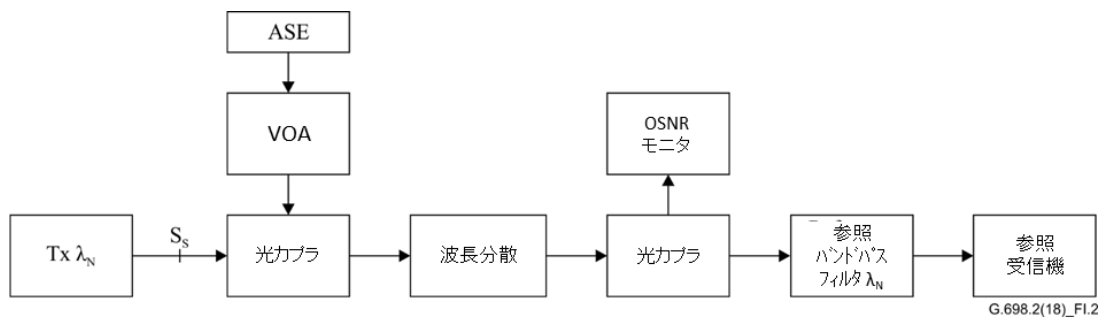 ASE
VOA
OSNR
モニタ
Tx λN
SS
光カプラ
波長分散
光カプラ
参照
バンドパス
フィルタ λN
参照
受信機
G.698.2(18)_FI.2